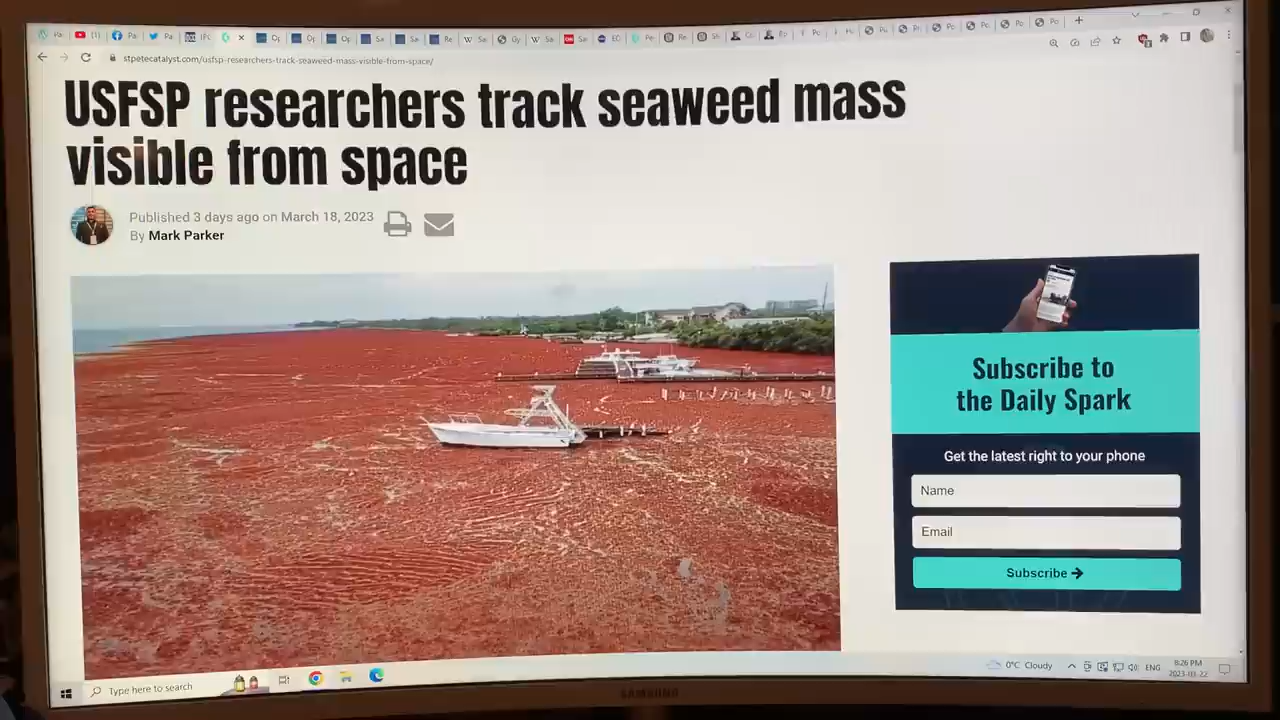 stpetecatalyst.com/usfsp-researchers-track-seaweed-mass-visible-from-space/
USFSP researchers track seaweed mass
visible from space
Published 3 days ago on March 18, 2023
By Mark Parker
Subscribe to
the Daily Spark
Get the latest right to your phone
Name
Email
Subscribe →
Type here to search
0°C Cloudy
ENG
8:26 PM
2023-03-22
SAMSUNG